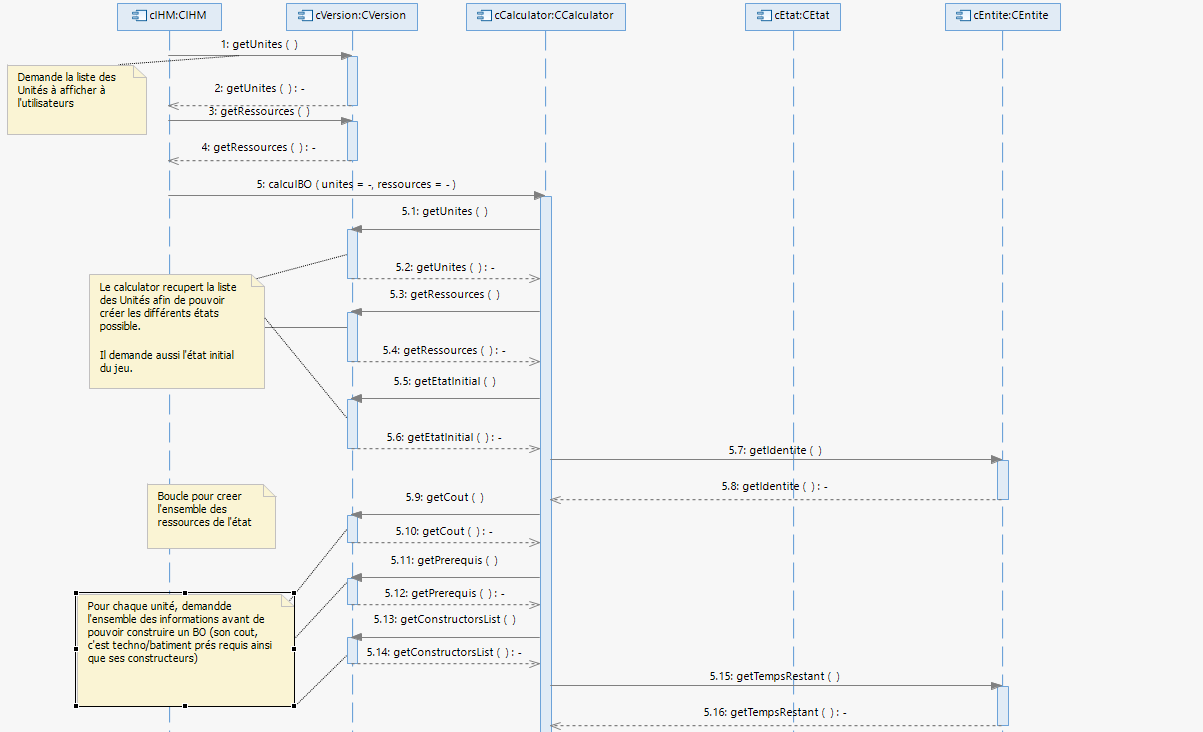 cIHM:CIHM
cVersion:CVersion
cCalculator:CCalculator
cEtat:CEtat
cEntite:CEntite
1: getUnites ( )
Demande la liste des
Unités à afficher à
l'utilisateurs
2: getUnites ( ) : -
3: getRessources ( )
4: getRessources ( ) : -
5: calculBO ( unites = -, ressources = - )
5.1: getUnites ( )
5.2: getUnites ( ) : -
Le calculator recupert la liste
des Unités afin de pouvoir
créer les différents états
possible.
Il demande aussi l'état initial
du jeu.
5.3: getRessources ( )
5.4: getRessources ( ) : -
5.5: getEtatInitial ( )
5.6: getEtatInitial ( ) : -
5.7: getIdentite ( )
5.8: getIdentite ( ) : -
Boucle pour creer
l'ensemble des
ressources de l'état
5.9: getCout ( )
5.10: getCout ( ) : -
5.11: getPrerequis ( )
5.12: getPrerequis ( ) : -
Pour chaque unité, demandde
l'ensemble des informations avant de
pouvoir construire un BO (son cout,
c'est techno/batiment prés requis ainsi
que ses constructeurs)
5.13: getConstructorsList ( )
5.14: getConstructorsList ( ) : -
5.15: getTempsRestant ( )
5.16: getTempsRestant ( ) : -